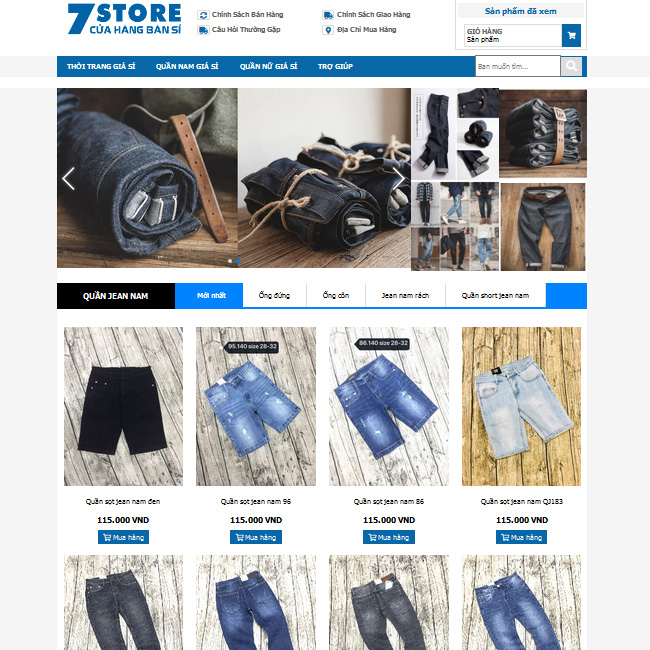 7STORE
CỬA HÀNG BÁN SỈ
Chính Sách Bán Hàng
Chính Sách Giao Hàng
Câu Hỏi Thường Gặp
Địa Chỉ Mua Hàng
Sản phẩm đã xem
GIỎ HÀNG
Sản phẩm
THỜI TRANG GIÁ SỈ
QUẦN NAM GIÁ SỈ
QUẦN NỮ GIÁ SỈ
TRỢ GIÚP
Bạn muốn tìm...
QUẦN JEAN NAM
Mới nhất
Ống đứng
Ống côn
Jean nam rách
Quần short jean nam
95.140 size 28-32
86.140 size 28-32
Quần sọt jean nam đen
Quần sọt jean nam 96
Quần sọt jean nam 86
Quần sọt jean nam QJ183
115.000 VND
115.000 VND
115.000 VND
115.000 VND
Mua hàng
Mua hàng
Mua hàng
Mua hàng